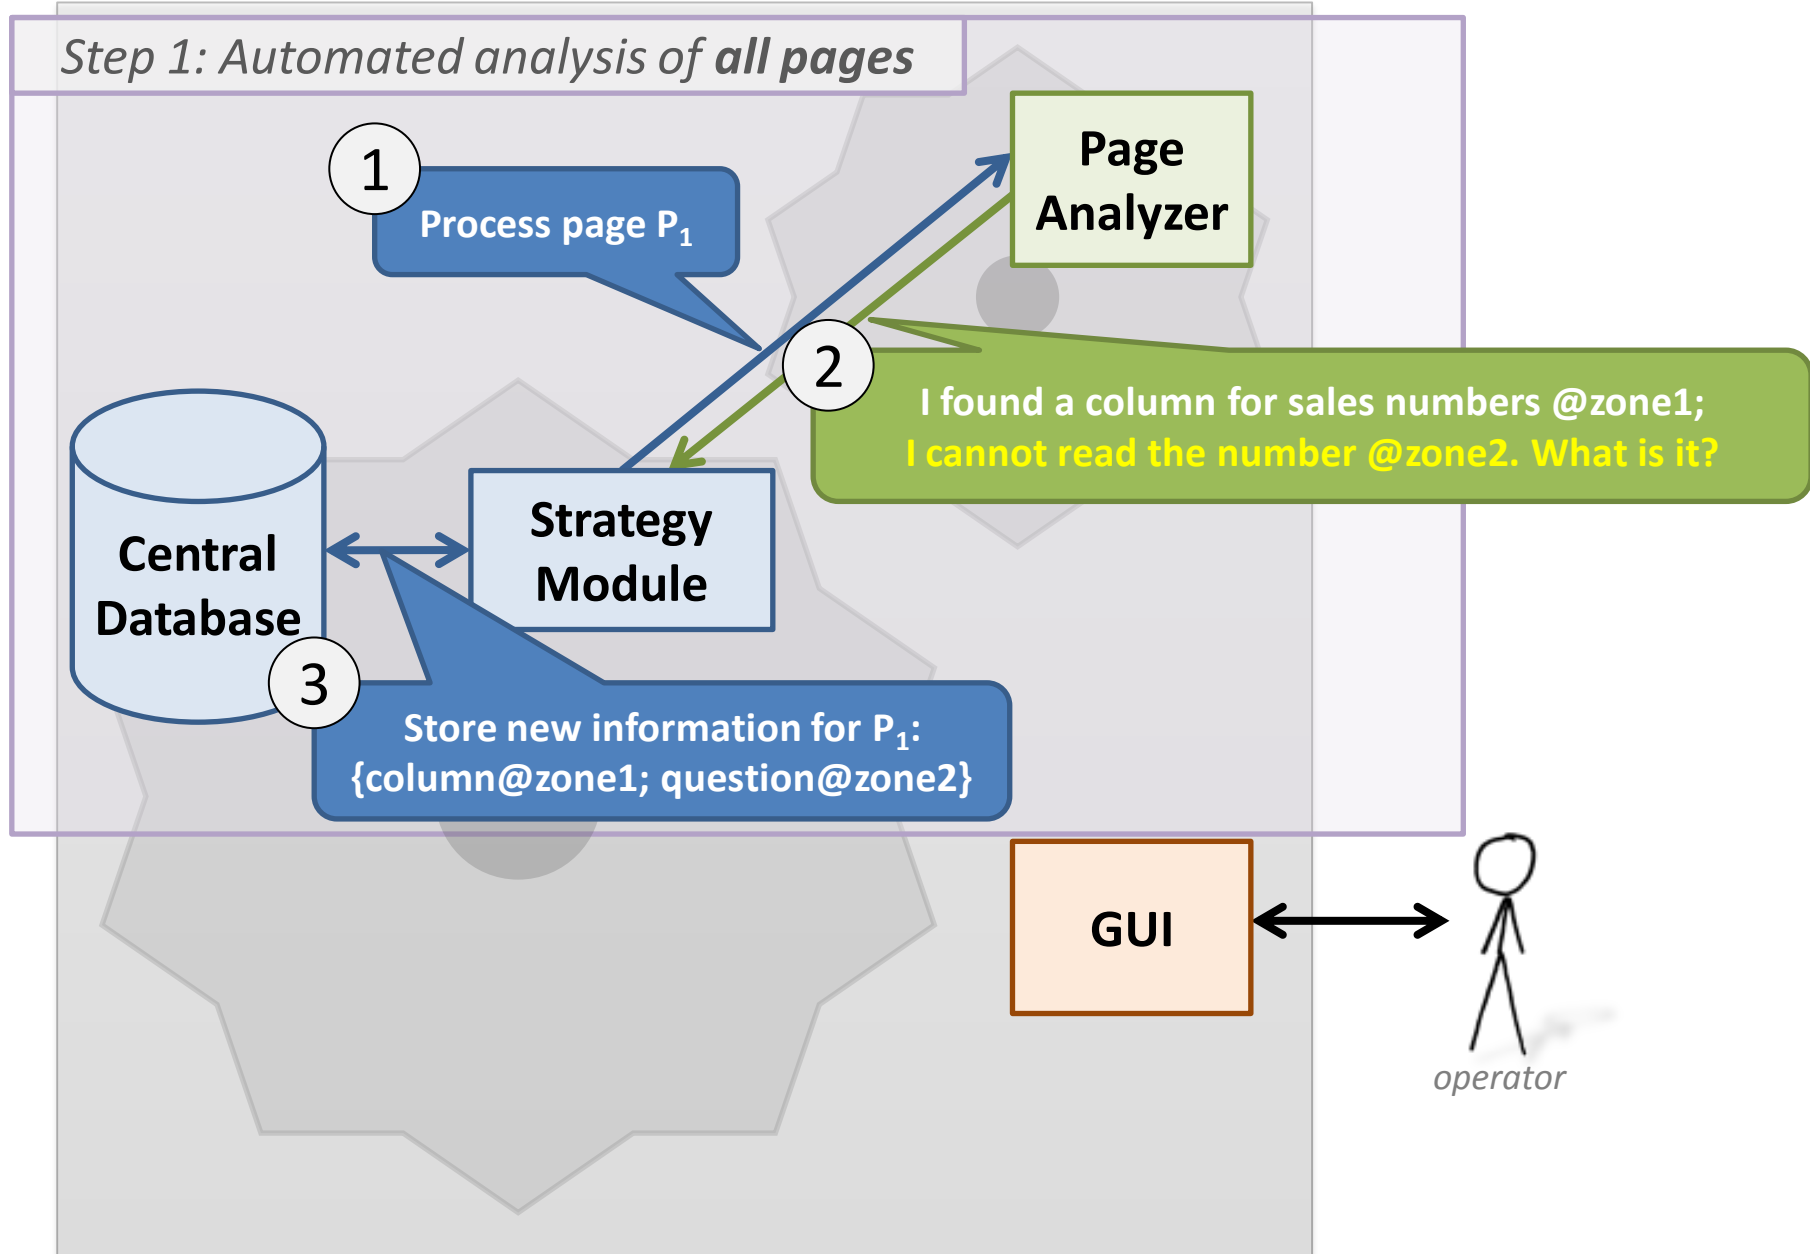 Step 1: Automated analysis of all pages
1
Process page P₁
Page
Analyzer
2
I found a column for sales numbers @zone1;
I cannot read the number @zone2. What is it?
Central
Database
Strategy
Module
3
Store new information for P₁:
{column@zone1; question@zone2}
GUI
operator